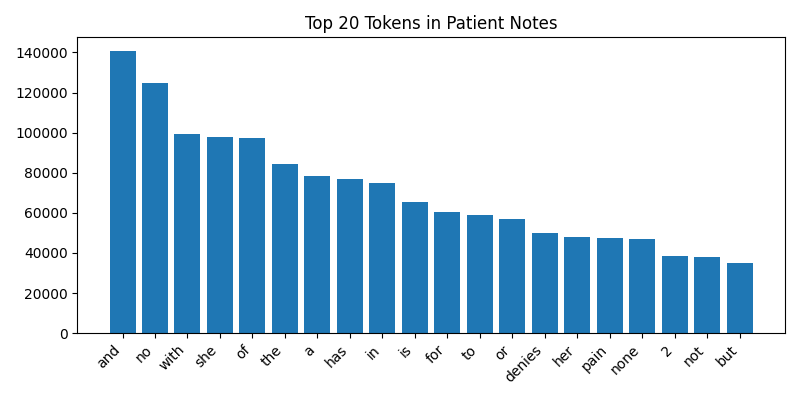 Top 20 Tokens in Patient Notes
140000
120000
100000
80000
60000
40000
20000
0
and
no
with
she
of
the
a
has
in
is
for
to
or
denies
her
pain
none
2
not
but